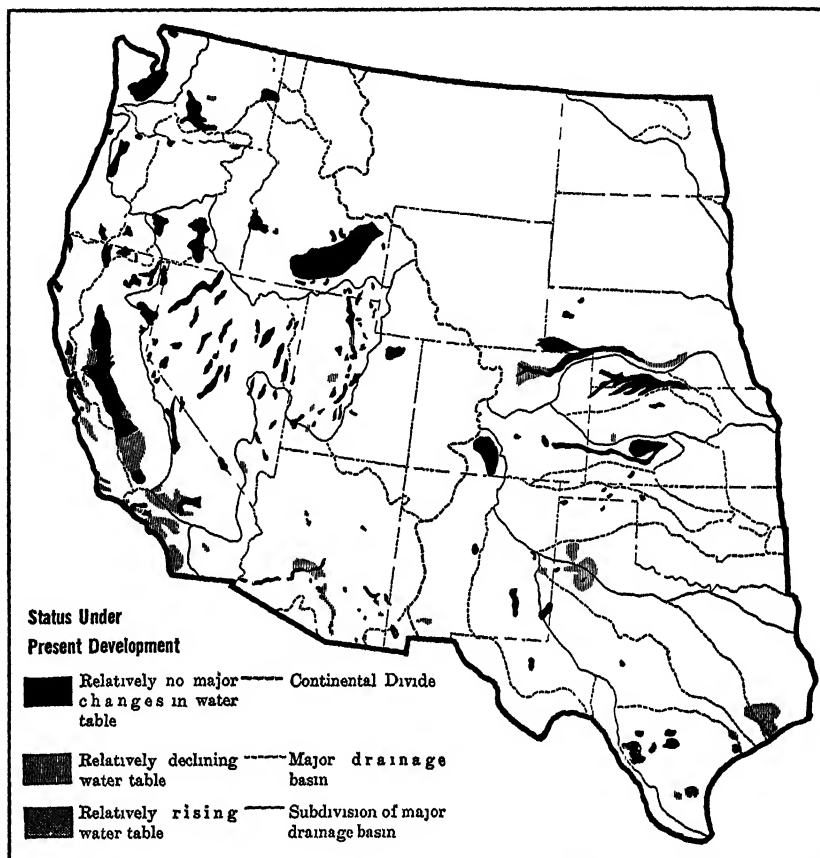 Status Under
Present Development
Relatively no major
changes in water
table
Continental Divide
Relatively declining
water table
Major drainage
basin
Relatively rising
water table
Subdivision of major
drainage basin